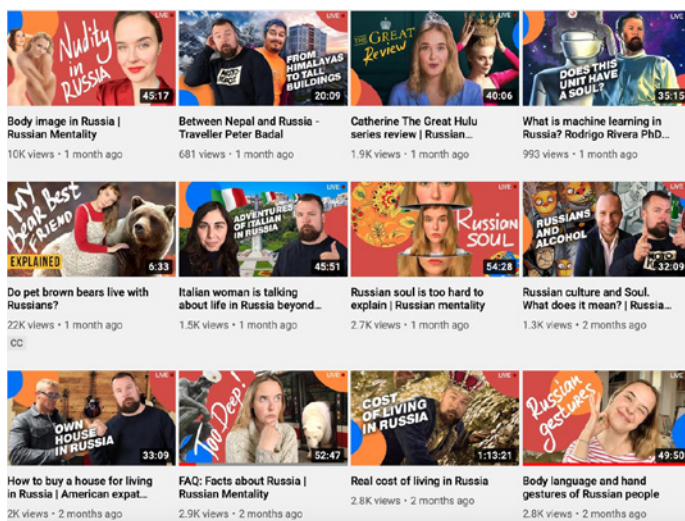 Nudity
in
RUSSIA
LIVE
45:17
FROM
HIMALAYAS
TO TALL
BUILDINGS
LIVE
20:09
THE GREAT
Review
LIVE
40:06
DOES THIS
UNIT HAVE
A SOUL?
LIVE
35:15
Body image in Russia |
Russian Mentality
10K views • 1 month ago
Between Nepal and Russia -
Traveller Peter Badal
681 views • 1 month ago
Catherine The Great Hulu
series review | Russian...
1.9K views • 1 month ago
What is machine learning in
Russia? Rodrigo Rivera PhD...
993 views • 1 month ago
MY
Bear Best
FRIEND
EXPLAINED
6:33
ADVENTURES
OF ITALIAN
IN RUSSIA
LIVE
45:51
Russian
SOUL
LIVE
54:28
RUSSIANS
AND
ALCOHOL
LIVE
32:09
Do pet brown bears live with
Russians?
22K views • 1 month ago
CC
Italian woman is talking
about life in Russia beyond...
1.5K views • 1 month ago
Russian soul is too hard to
explain | Russian mentality
2.7K views • 1 month ago
Russian culture and Soul.
What does it mean? | Russia...
1.3K views • 2 months ago
OWN
HOUSE
IN RUSSIA
LIVE
33:09
Too Deep!
LIVE
52:47
COST
OF LIVING
IN RUSSIA
LIVE
1:13:21
Russian
gestures
LIVE
49:50
How to buy a house for living
in Russia | American expat...
2K views • 2 months ago
FAQ: Facts about Russia |
Russian Mentality
2.9K views • 2 months ago
Real cost of living in Russia
2.8K views • 2 months ago
Body language and hand
gestures of Russian people
2.8K views • 2 months ago